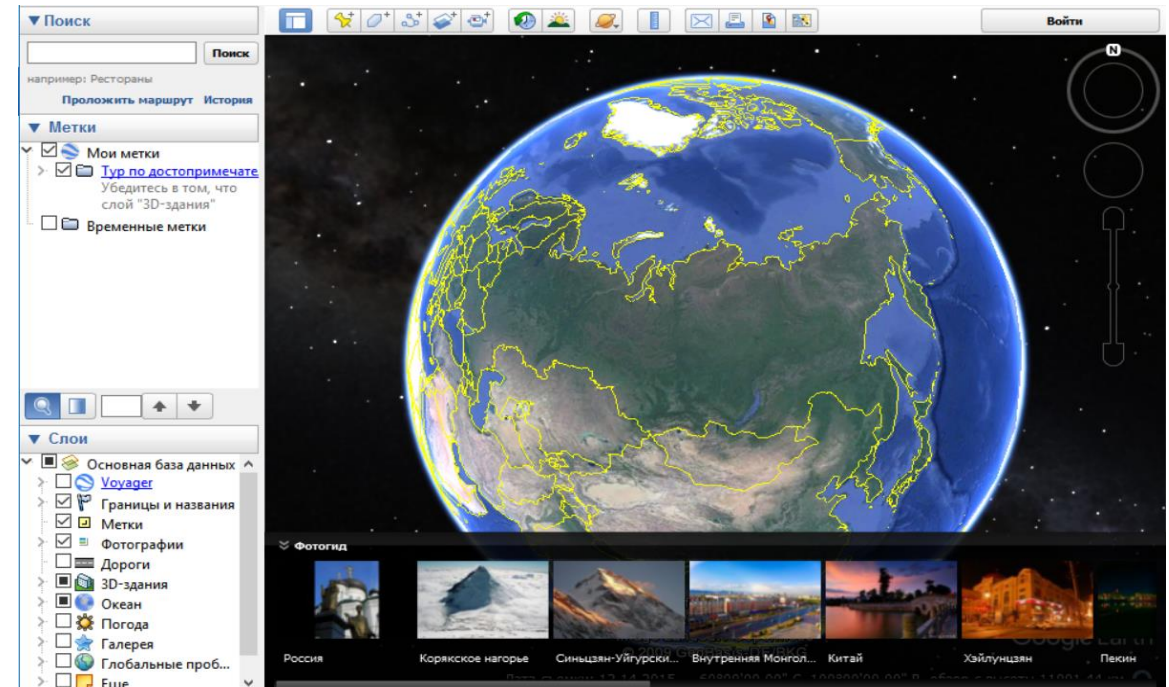 ▼ Поиск
Войти
Поиск
например: Рестораны
Проложить маршрут История
N
▼ Метки
Мои метки
Тур по достопримечате
Убедитесь в том, что
слой "3D-здания"
Временные метки
▼ Слои
Основная база данных
Voyager
Границы и названия
Метки
Фотографии
Дороги
3D-здания
Океан
Погода
Галерея
Глобальные проб...
Еще
Фотогид
Россия
Корякское нагорье
Синьцзян-Уйгурски...
Внутренняя Монгол...
Китай
Хэйлунцзян
Пекин
Google Earth